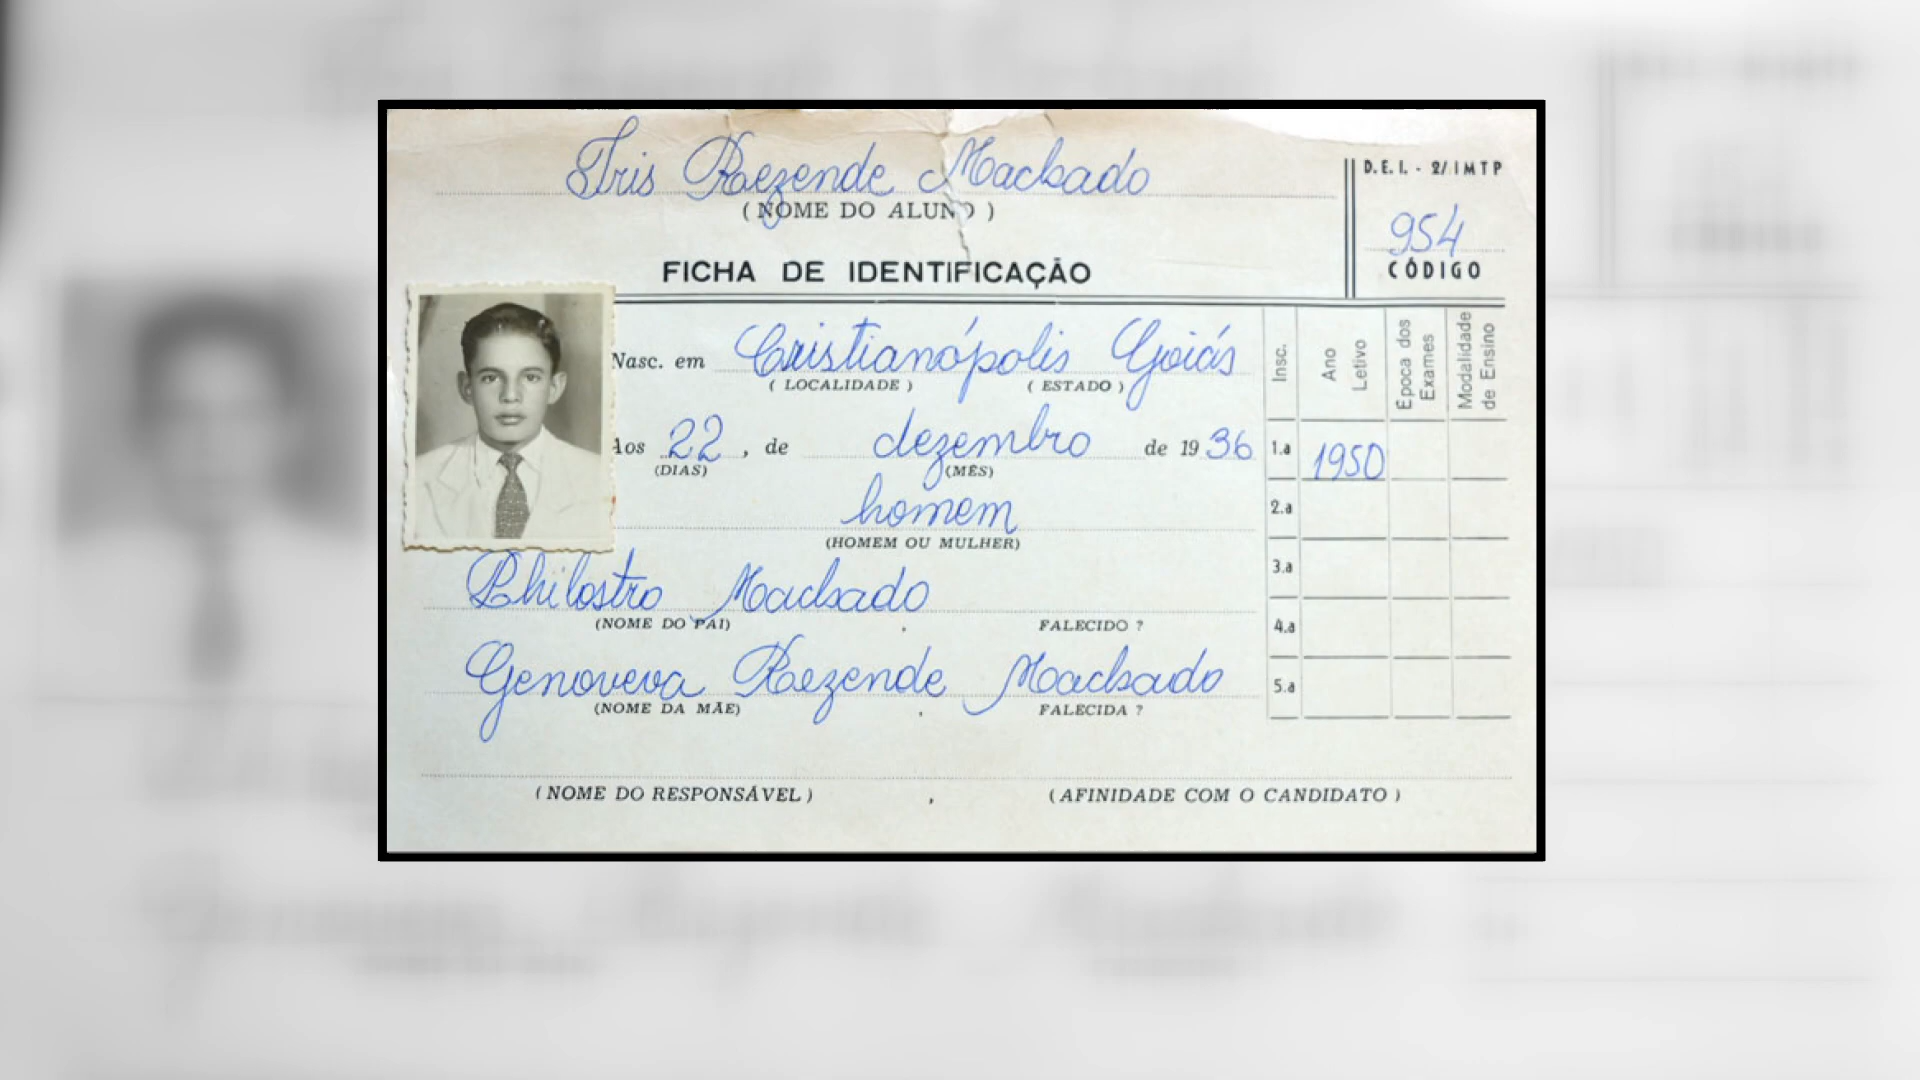 Iris Rezende Machado
( NOME DO ALUNO )
D.E.I. - 2/IMTP
954
CÓDIGO
FICHA DE IDENTIFICAÇÃO
Nasc. em Cristianópolis Goiás
( LOCALIDADE ) ( ESTADO )
Aos 22, de dezembro de 1936
(DIAS) (MÊS)
homem
(HOMEM OU MULHER)
Philostro Machado
(NOME DO PAI) FALECIDO ?
Genoveva Rezende Machado
(NOME DA MÃE) FALECIDA ?
( NOME DO RESPONSÁVEL ) , ( AFINIDADE COM O CANDIDATO )
Insc. Ano Letivo Época dos Exames Modalidade de Ensino
1.a 1950
2.a
3.a
4.a
5.a